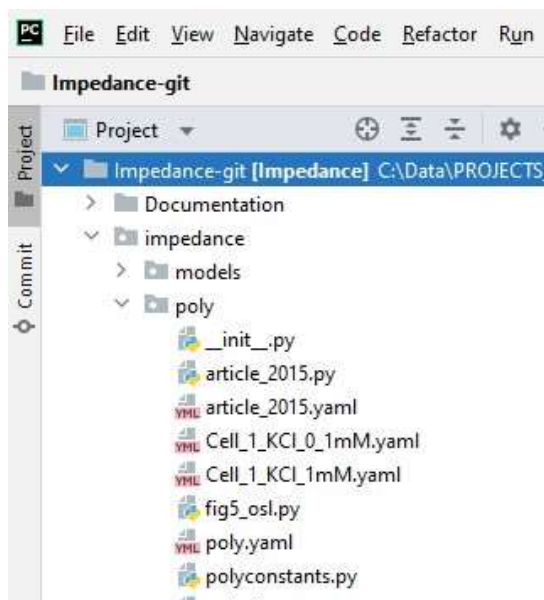 PC File Edit View Navigate Code Refactor Run
Impedance-git
Project
Project
Commit
Impedance-git [Impedance] C:\Data\PROJECTS
Documentation
impedance
models
poly
__init__.py
article_2015.py
YML article_2015.yaml
YML Cell_1_KCl_0_1mM.yaml
YML Cell_1_KCl_1mM.yaml
fig5_osl.py
YML poly.yaml
polyconstants.py